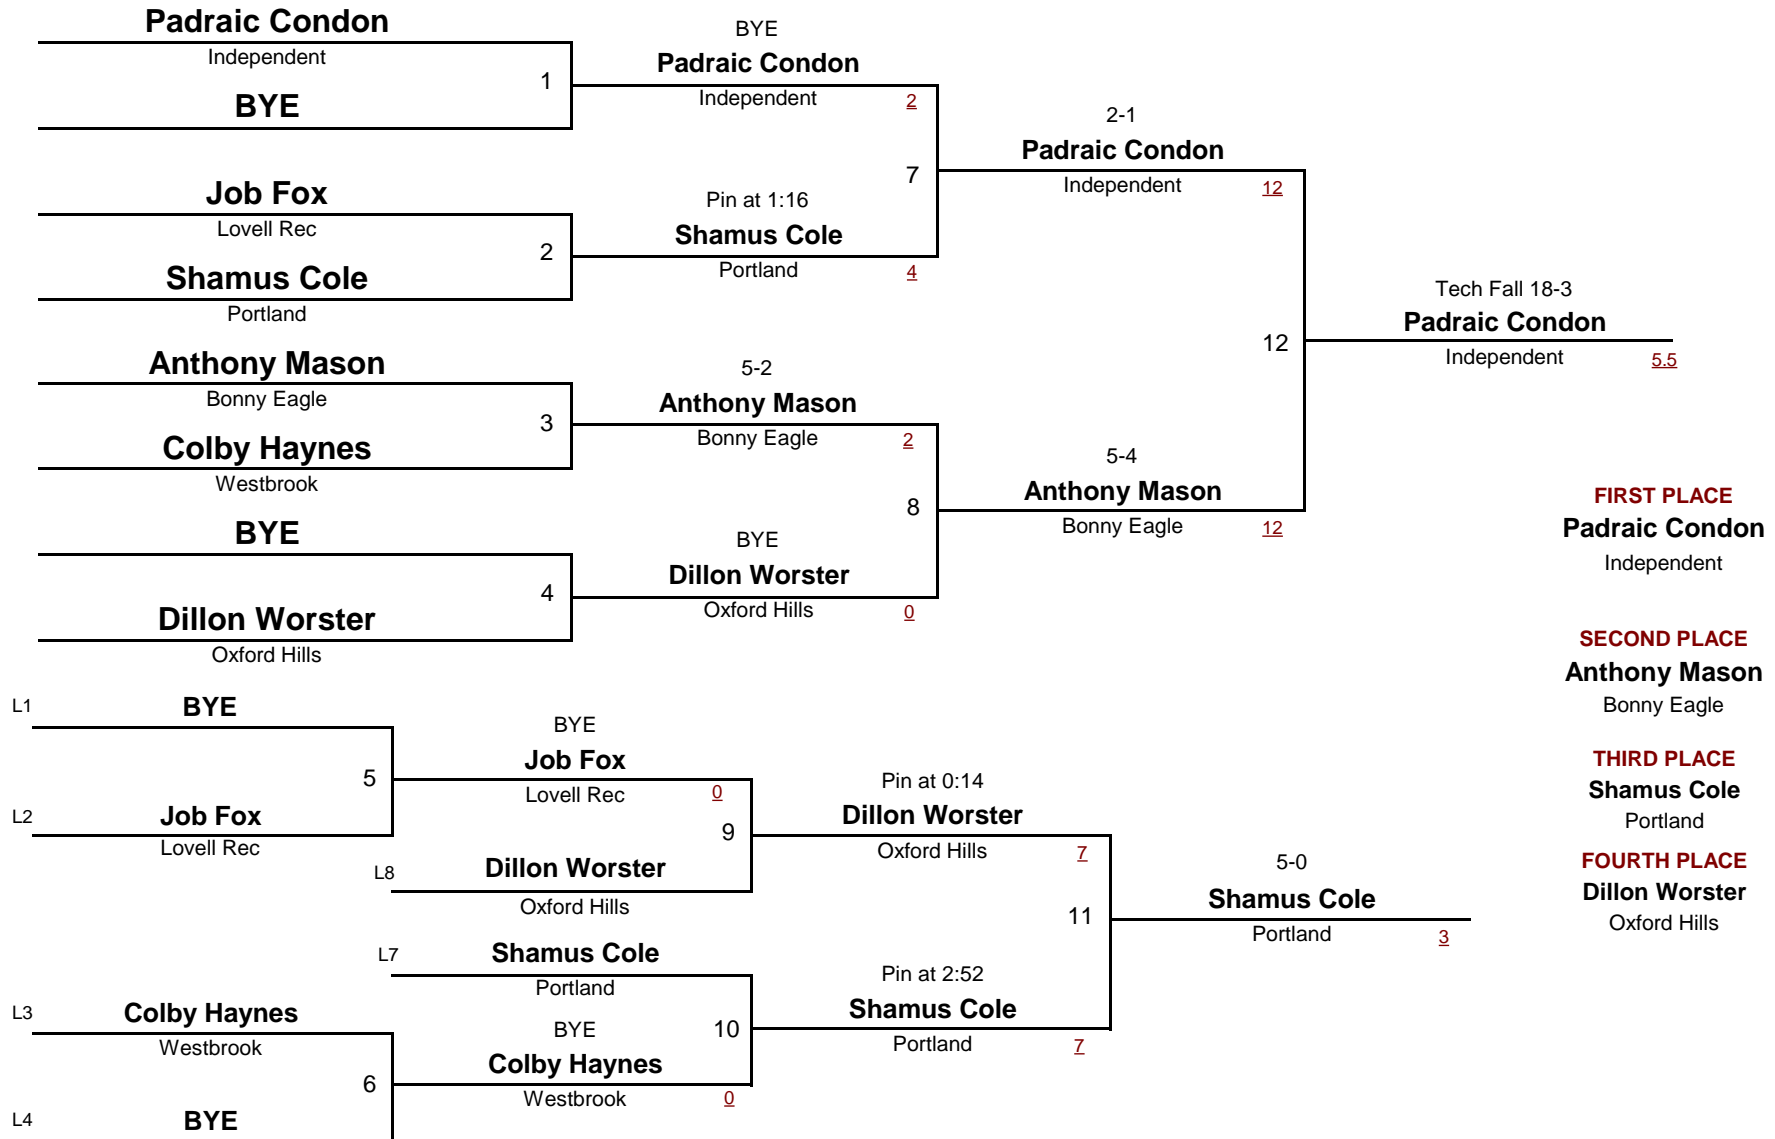 Padraic Condon
Independent
1
BYE
BYE
Padraic Condon
Independent
2
Job Fox
Lovell Rec
2
Shamus Cole
Portland
Pin at 1:16
Shamus Cole
Portland
4
7
2-1
Padraic Condon
Independent
12
Anthony Mason
Bonny Eagle
3
Colby Haynes
Westbrook
5-2
Anthony Mason
Bonny Eagle
2
BYE
4
Dillon Worster
Oxford Hills
BYE
Dillon Worster
Oxford Hills
0
8
5-4
Anthony Mason
Bonny Eagle
12
12
Tech Fall 18-3
Padraic Condon
Independent
5.5
FIRST PLACE
Padraic Condon
Independent
SECOND PLACE
Anthony Mason
Bonny Eagle
THIRD PLACE
Shamus Cole
Portland
FOURTH PLACE
Dillon Worster
Oxford Hills
L1
BYE
5
L2
Job Fox
Lovell Rec
BYE
Job Fox
Lovell Rec
0
9
L8
Dillon Worster
Oxford Hills
Pin at 0:14
Dillon Worster
Oxford Hills
7
L7
Shamus Cole
Portland
L3
Colby Haynes
Westbrook
6
L4
BYE
BYE
Colby Haynes
Westbrook
0
10
Pin at 2:52
Shamus Cole
Portland
7
11
5-0
Shamus Cole
Portland
3